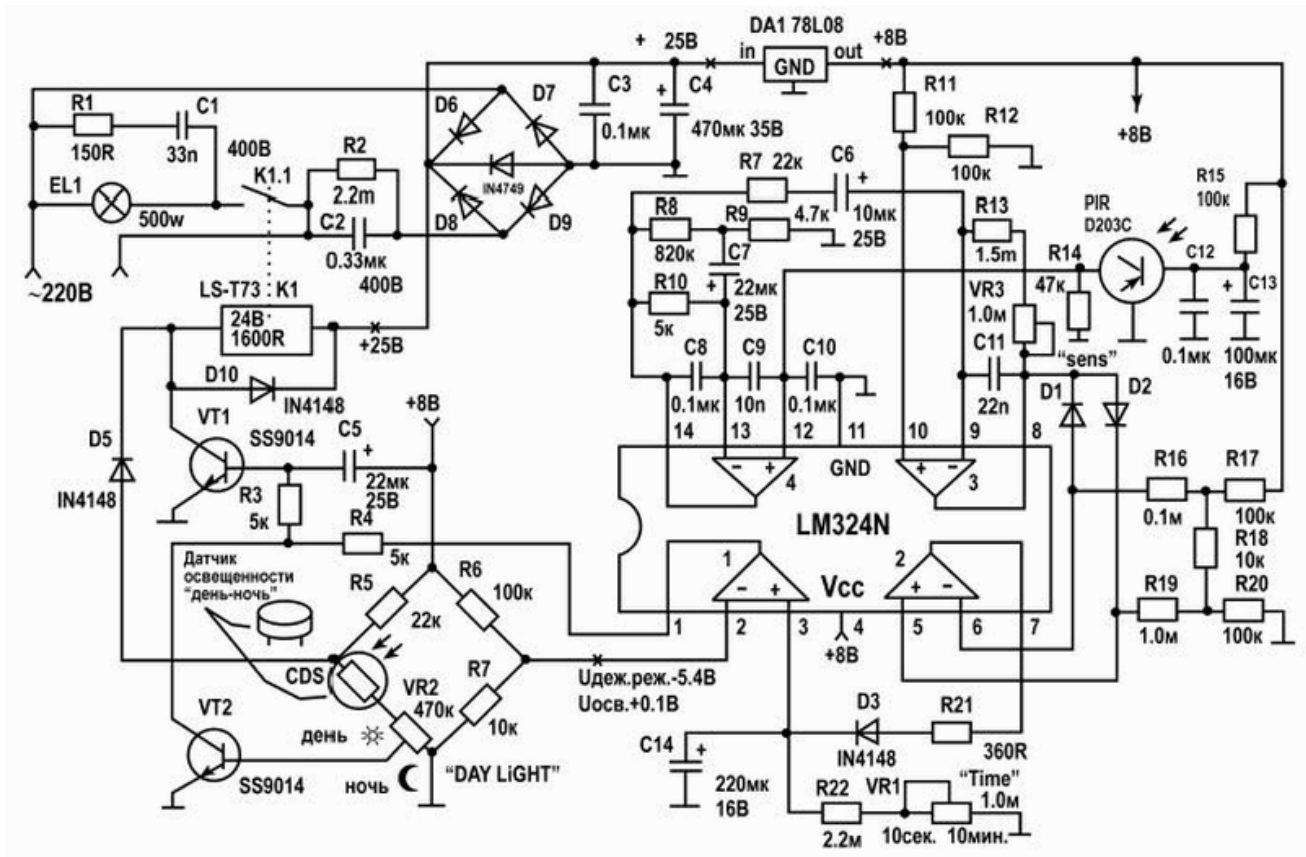 DA1 78L08
+ 25В
in
GND
out
+8В
R1
150R
C1
33n
400В
K1.1
EL1
500w
R2
2.2m
C2
0.33мк
400В
D6
D7
IN4749
D8
D9
C3
0.1мк
C4
+
470мк 35В
R11
100к
R12
100к
+8В
R15
100к
~220В
R7 22к
C6
+
10мк
25В
R8
820к
R9
4.7к
C7
+
22мк
25В
R10
5к
R13
1.5m
R14
47к
PIR
D203C
C12
0.1мк
+
C13
100мк
16В
VR3
1.0м
"sens"
LS-T73
K1
24В
1600R
+25В
D10
IN4148
C8
0.1мк
C9
10n
C10
0.1мк
C11
22n
D1
D2
VT1
SS9014
C5
+
22мк
25В
+8В
D5
IN4148
R3
5к
R4
5к
14
13
12
11
10
9
8
GND
- +
4
+ -
3
LM324N
1
- +
Vcc
2
+ -
1
2
3
4
5
6
7
+8В
R16
0.1м
R17
100к
R18
10к
R19
1.0м
R20
100к
Датчик
освещенности
"день-ночь"
R5
22к
R6
100к
CDS
VR2
470к
R7
10к
Uдеж.реж.-5.4В
Uосв.+0.1В
VT2
SS9014
день
ночь
"DAY LiGHT"
C14
+
220мк
16В
D3
IN4148
R21
360R
R22
2.2м
VR1
"Time"
1.0м
10сек.
10мин.